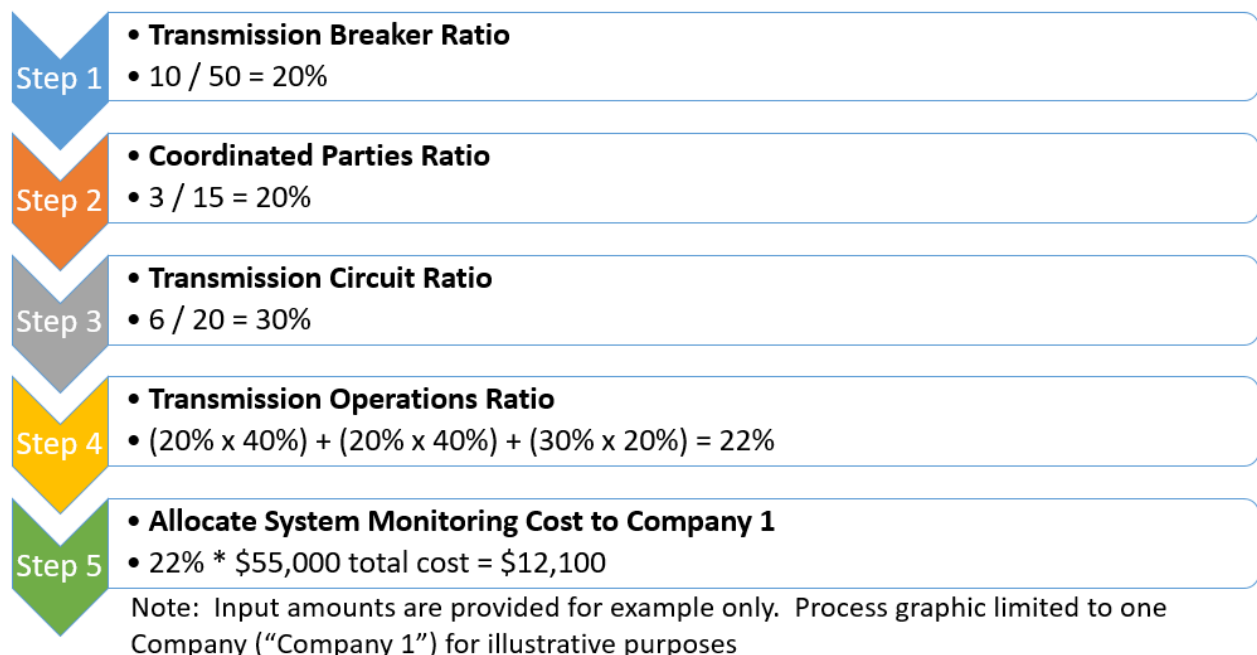 Step 1
• Transmission Breaker Ratio
• 10 / 50 = 20%
Step 2
• Coordinated Parties Ratio
• 3 / 15 = 20%
Step 3
• Transmission Circuit Ratio
• 6 / 20 = 30%
Step 4
• Transmission Operations Ratio
• (20% x 40%) + (20% x 40%) + (30% x 20%) = 22%
Step 5
• Allocate System Monitoring Cost to Company 1
• 22% * $55,000 total cost = $12,100
Note:  Input amounts are provided for example only.  Process graphic limited to one
Company (“Company 1”) for illustrative purposes